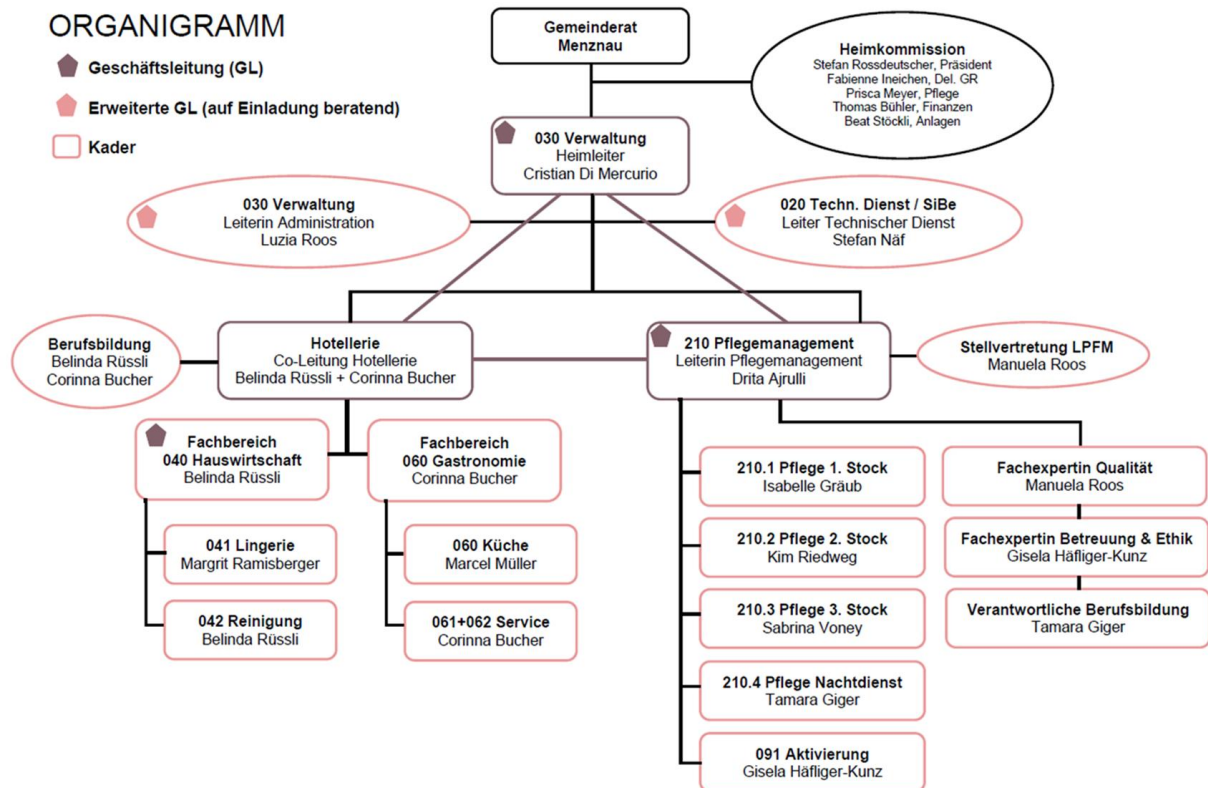 ORGANIGRAMM
Geschäftsleitung (GL)
Erweiterte GL (auf Einladung beratend)
Kader
Gemeinderat
Menznau
Heimkommission
Stefan Rossdeutscher, Präsident
Fabienne Ineichen, Del. GR
Prisca Meyer, Pflege
Thomas Bühler, Finanzen
Beat Stöckli, Anlagen
030 Verwaltung
Heimleiter
Cristian Di Mercurio
030 Verwaltung
Leiterin Administration
Luzia Roos
020 Techn. Dienst / SiBe
Leiter Technischer Dienst
Stefan Näf
Berufsbildung
Belinda Rüssli
Corinna Bucher
Hotellerie
Co-Leitung Hotellerie
Belinda Rüssli + Corinna Bucher
210 Pflegemanagement
Leiterin Pflegemanagement
Drita Ajrulli
Stellvertretung LPFM
Manuela Roos
Fachbereich
040 Hauswirtschaft
Belinda Rüssli
Fachbereich
060 Gastronomie
Corinna Bucher
041 Lingerie
Margrit Ramisberger
042 Reinigung
Belinda Rüssli
060 Küche
Marcel Müller
061+062 Service
Corinna Bucher
210.1 Pflege 1. Stock
Isabelle Gräub
210.2 Pflege 2. Stock
Kim Riedweg
210.3 Pflege 3. Stock
Sabrina Voney
210.4 Pflege Nachtdienst
Tamara Giger
091 Aktivierung
Gisela Häfliger-Kunz
Fachexpertin Qualität
Manuela Roos
Fachexpertin Betreuung & Ethik
Gisela Häfliger-Kunz
Verantwortliche Berufsbildung
Tamara Giger